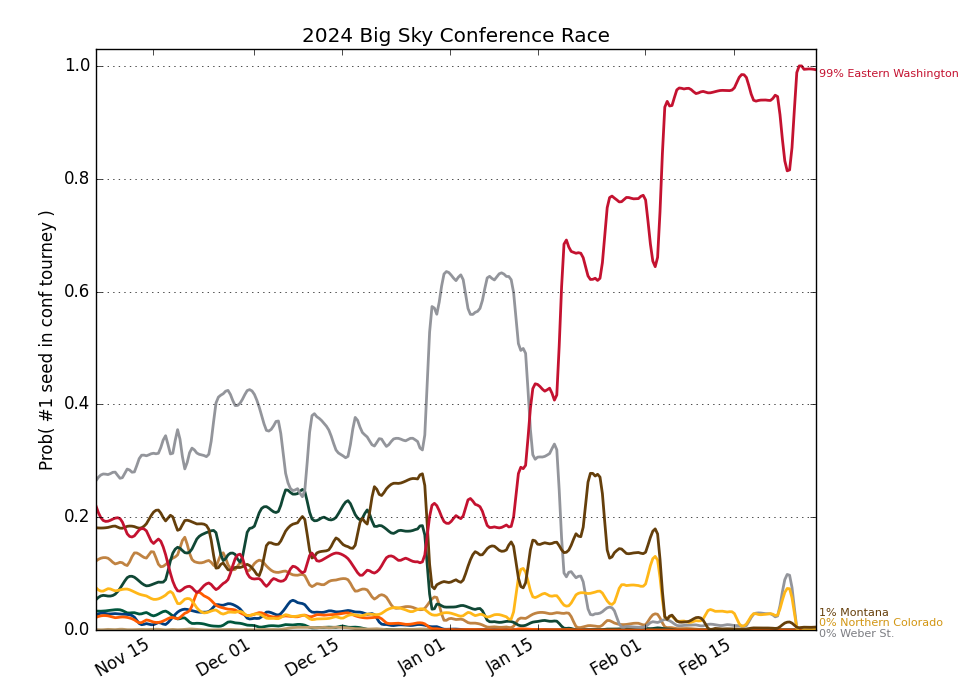 2024 Big Sky Conference Race
Prob( #1 seed in conf tourney )
1.0
0.8
0.6
0.4
0.2
0.0
Nov 15
Dec 01
Dec 15
Jan 01
Jan 15
Feb 01
Feb 15
99% Eastern Washington
1% Montana
0% Northern Colorado
0% Weber St.